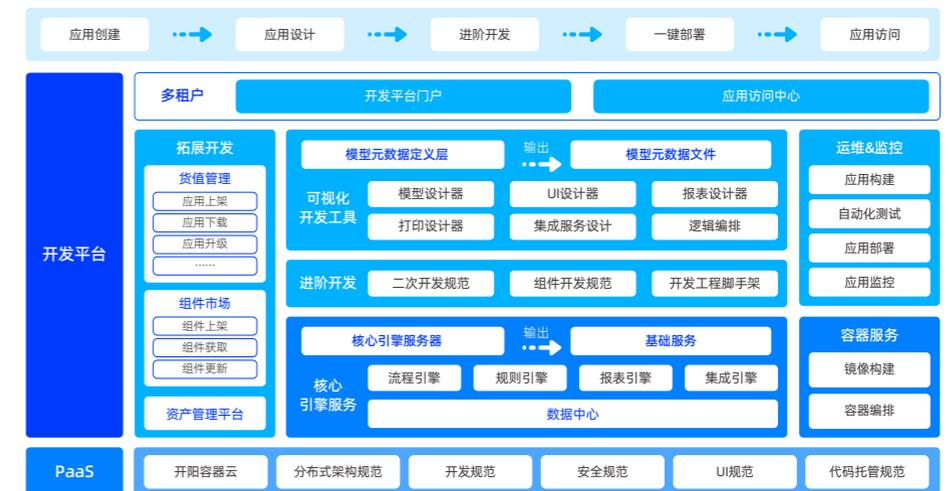 应用创建
应用设计
进阶开发
一键部署
应用访问
开发平台
多租户
开发平台门户
应用访问中心
拓展开发
货值管理
应用上架
应用下载
应用升级
……
组件市场
组件上架
组件获取
组件更新
资产管理平台
模型元数据定义层
输出
模型元数据文件
可视化
开发工具
模型设计器
UI设计器
报表设计器
打印设计器
集成服务设计
逻辑编排
进阶开发
二次开发规范
组件开发规范
开发工程脚手架
核心引擎服务器
输出
基础服务
核心
引擎服务
流程引擎
规则引擎
报表引擎
集成引擎
数据中心
运维&监控
应用构建
自动化测试
应用部署
应用监控
容器服务
镜像构建
容器编排
PaaS
开阳容器云
分布式架构规范
开发规范
安全规范
UI规范
代码托管规范